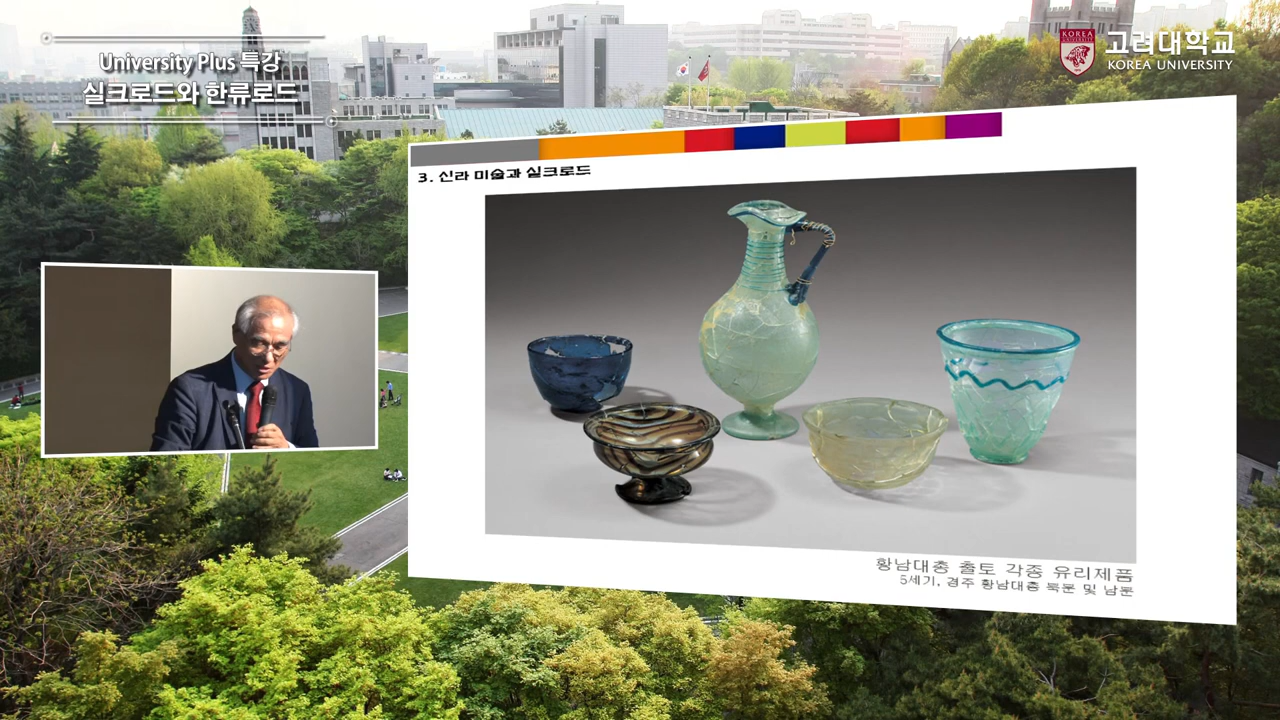 University Plus 특강
실크로드와 한류로드
KOREA
UNIVERSITY
고려대학교
KOREA UNIVERSITY
3. 신라 미술과 실크로드
황남대총 출토 각종 유리제품
5세기, 경주 황남대총 북분 및 남분